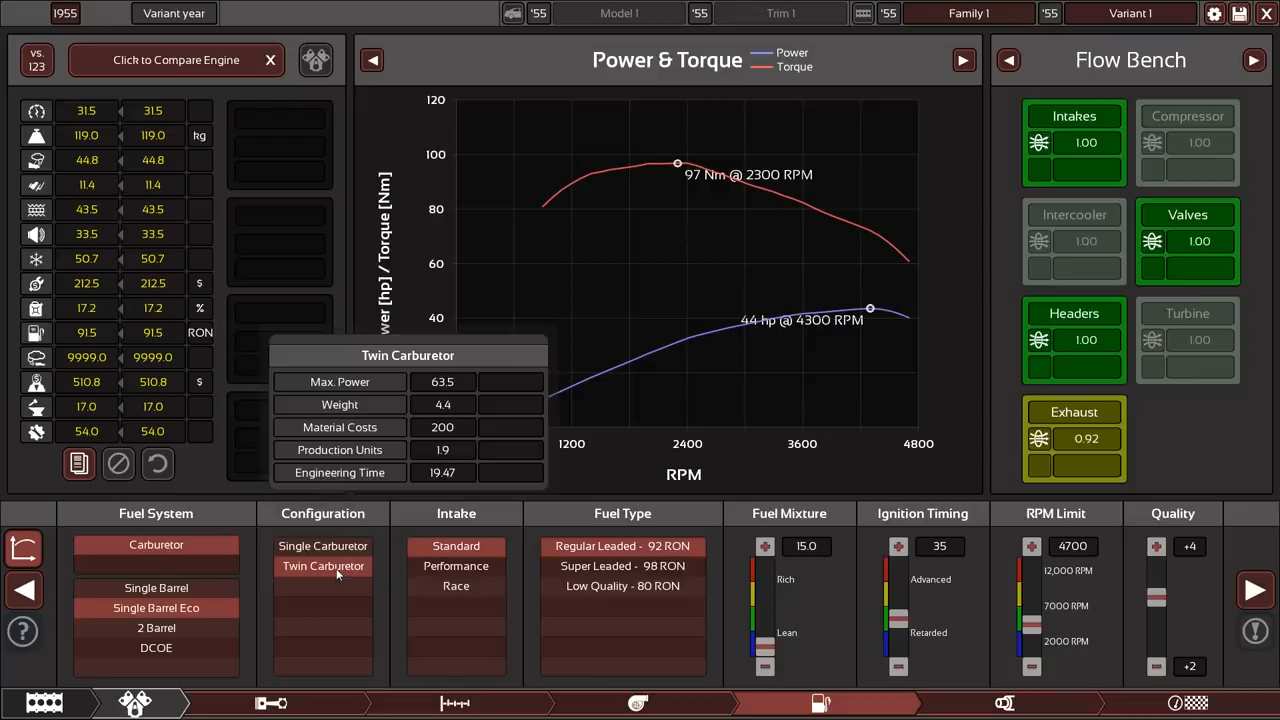 1955 Variant year '55 Model 1 '55 Trim 1 '55 Family 1 '55 Variant 1
vs. 123
Click to Compare Engine X
Power & Torque
Power
Torque
Flow Bench
31.5 31.5
119.0 119.0 kg
44.8 44.8
11.4 11.4
43.5 43.5
33.5 33.5
50.7 50.7
212.5 212.5 $
17.2 17.2 %
91.5 91.5 RON
9999.0 9999.0
510.8 510.8 $
17.0 17.0
54.0 54.0
120
100
80
60
40
wer [hp] / Torque [Nm]
97 Nm @ 2300 RPM
44 hp @ 4300 RPM
1200 2400 3600 4800
RPM
Intakes
1.00
Compressor
1.00
Intercooler
1.00
Valves
1.00
Headers
1.00
Turbine
1.00
Exhaust
0.92
Twin Carburetor
Max. Power 63.5
Weight 4.4
Material Costs 200
Production Units 1.9
Engineering Time 19.47
Fuel System
Carburetor
Single Barrel
Single Barrel Eco
2 Barrel
DCOE
Configuration
Single Carburetor
Twin Carburetor
Intake
Standard
Performance
Race
Fuel Type
Regular Leaded - 92 RON
Super Leaded - 98 RON
Low Quality - 80 RON
Fuel Mixture
15.0
Rich
Lean
Ignition Timing
35
Advanced
Retarded
RPM Limit
4700
12,000 RPM
7000 RPM
2000 RPM
Quality
+4
+2